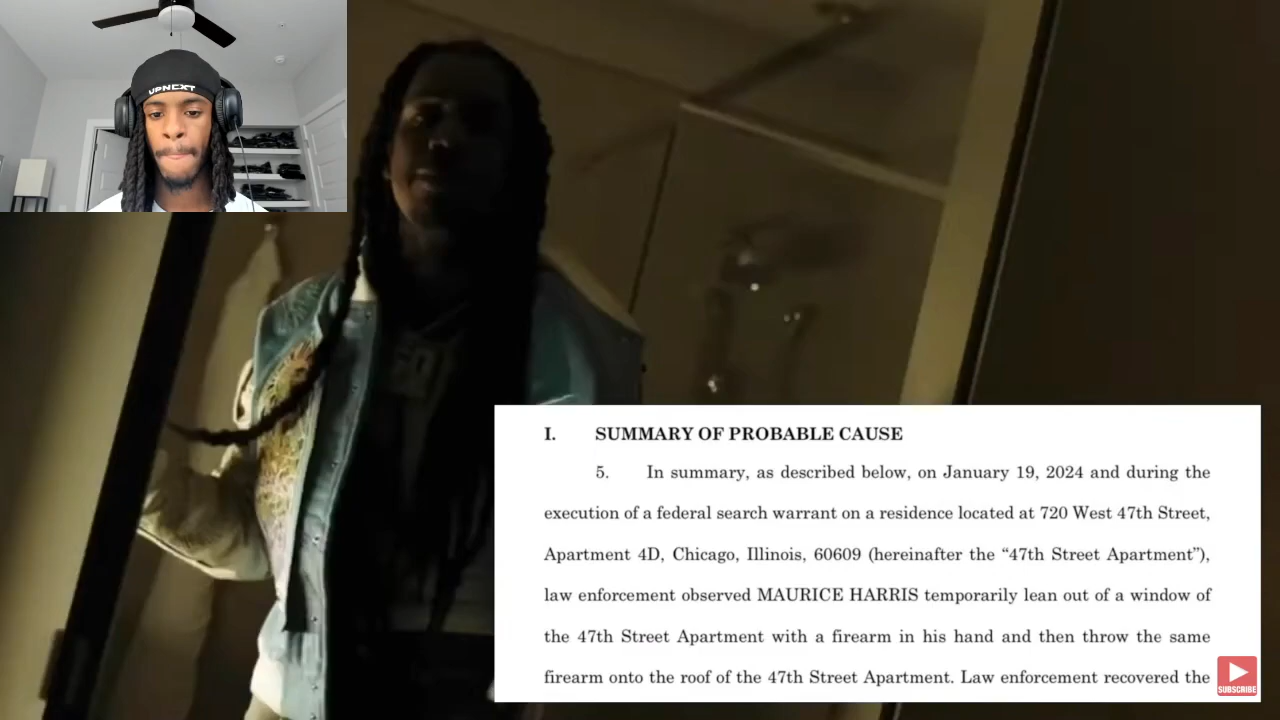 UPNEXT
I. SUMMARY OF PROBABLE CAUSE
5. In summary, as described below, on January 19, 2024 and during the
execution of a federal search warrant on a residence located at 720 West 47th Street,
Apartment 4D, Chicago, Illinois, 60609 (hereinafter the “47th Street Apartment”),
law enforcement observed MAURICE HARRIS temporarily lean out of a window of
the 47th Street Apartment with a firearm in his hand and then throw the same
firearm onto the roof of the 47th Street Apartment. Law enforcement recovered the
SUBSCRIBE